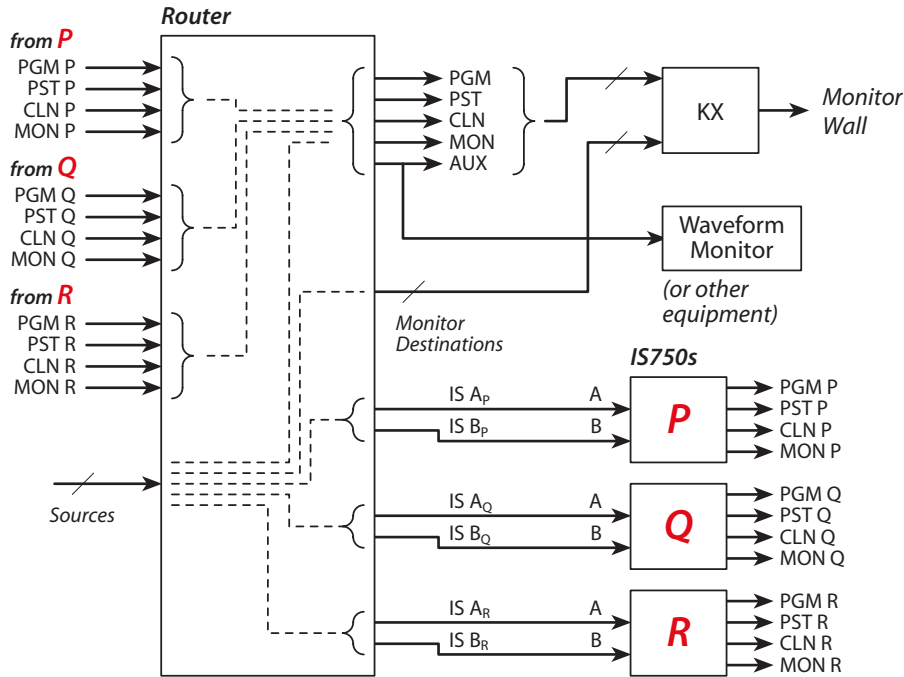 Router
from P
PGM P
PST P
CLN P
MON P
from Q
PGM Q
PST Q
CLN Q
MON Q
from R
PGM R
PST R
CLN R
MON R
Sources
PGM
PST
CLN
MON
AUX
KX
Monitor
Wall
Waveform
Monitor
(or other
equipment)
Monitor
Destinations
IS750s
IS AP A
IS BP B
P
PGM P
PST P
CLN P
MON P
IS AQ A
IS BQ B
Q
PGM Q
PST Q
CLN Q
MON Q
IS AR A
IS BR B
R
PGM R
PST R
CLN R
MON R